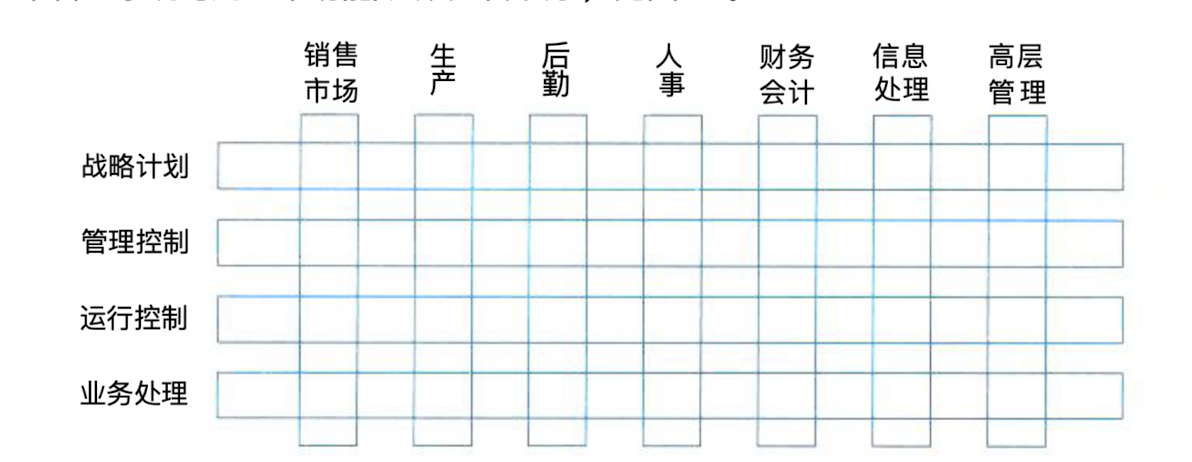 销售市场
生产
后勤
人事
财务会计
信息处理
高层管理
战略计划
管理控制
运行控制
业务处理